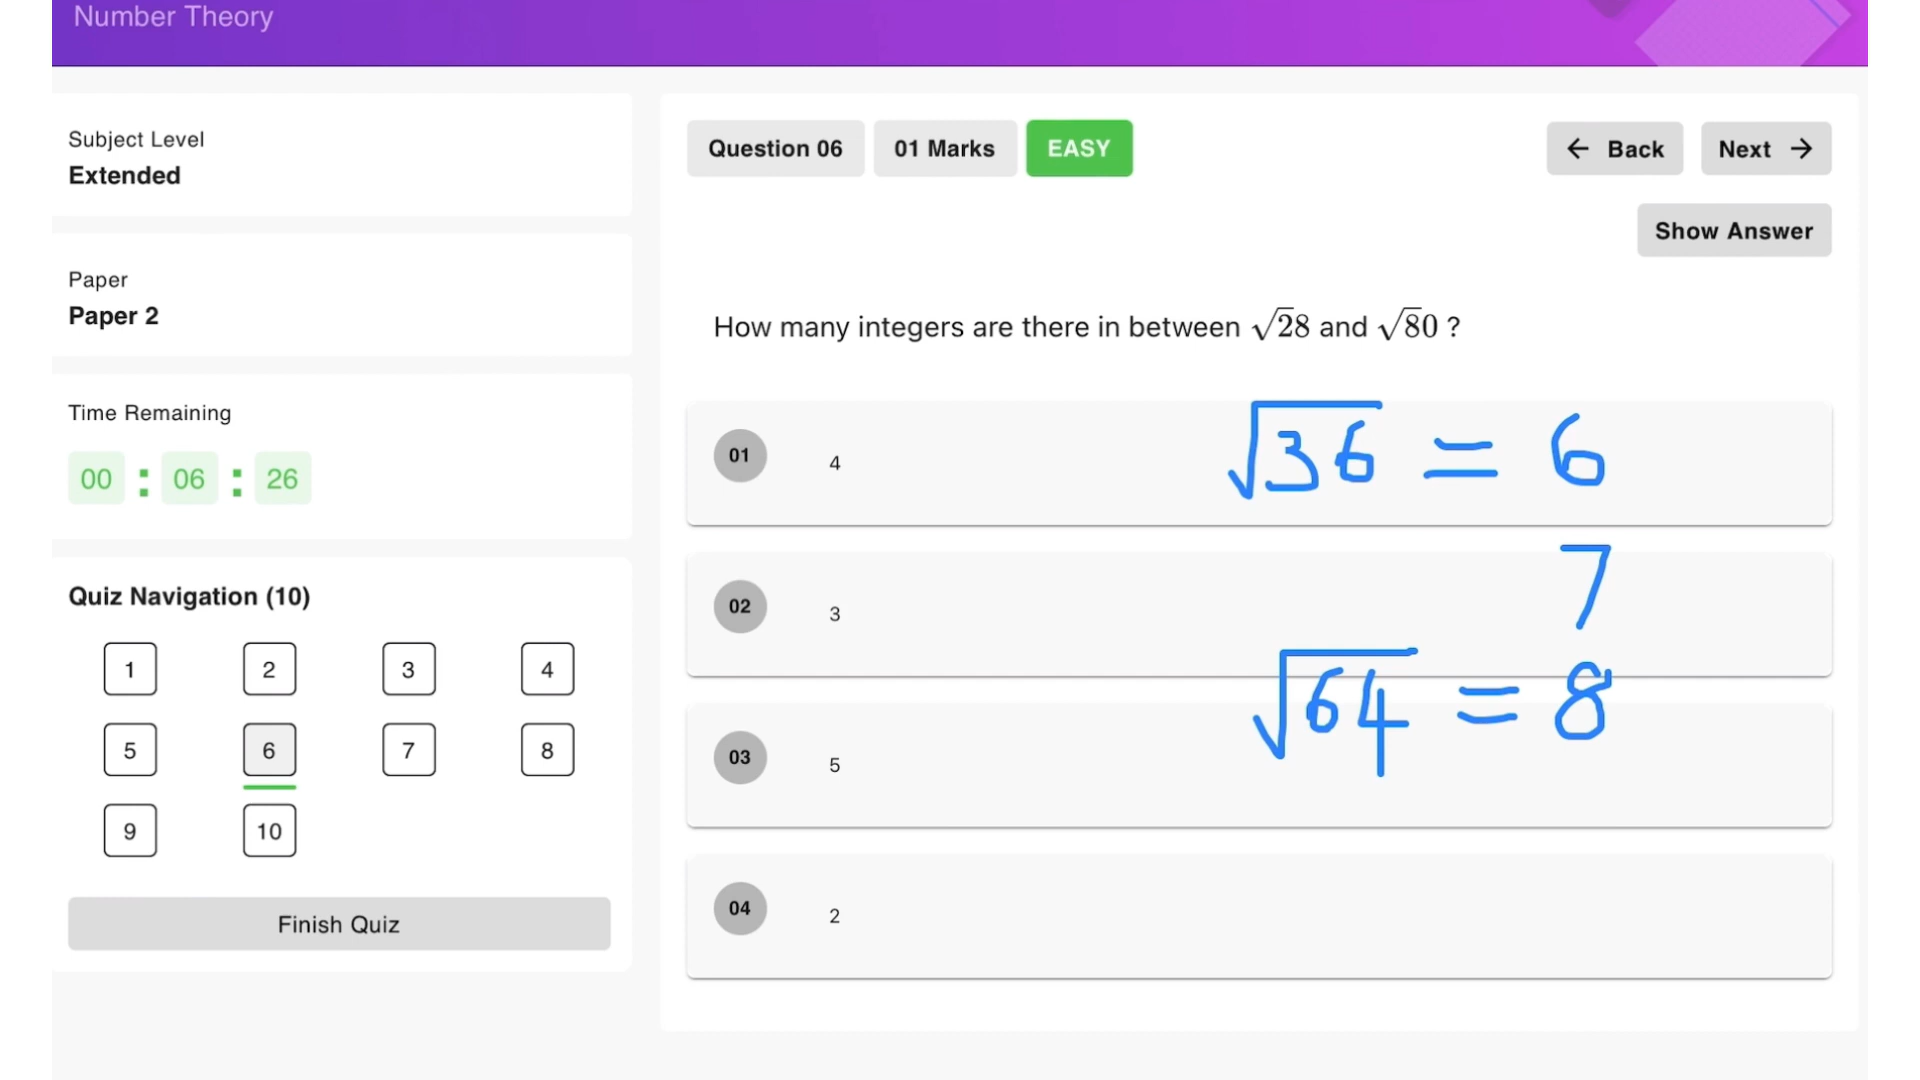 Number Theory
Subject Level
Extended
Paper
Paper 2
Time Remaining
00 : 06 : 26
Quiz Navigation (10)
1 2 3 4
5 6 7 8
9 10
Finish Quiz
Question 06 01 Marks EASY ← Back Next →
Show Answer
How many integers are there in between √28 and √80 ?
01 4
√36 = 6
02 3
7
√64 = 8
03 5
04 2